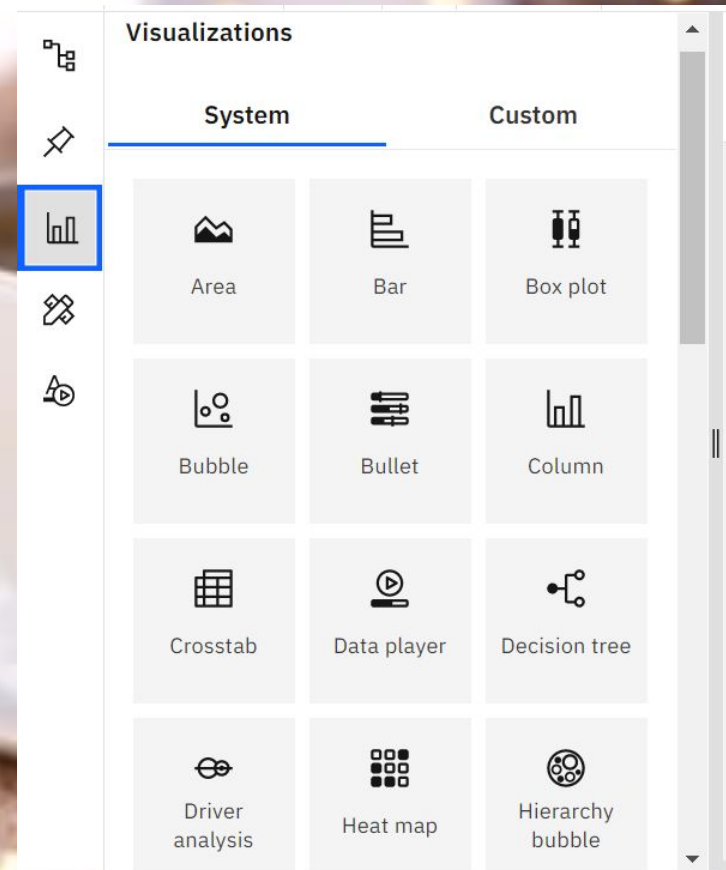 Visualizations
System
Custom
Area
Bar
Box plot
Bubble
Bullet
Column
Crosstab
Data player
Decision tree
Driver
analysis
Heat map
Hierarchy
bubble